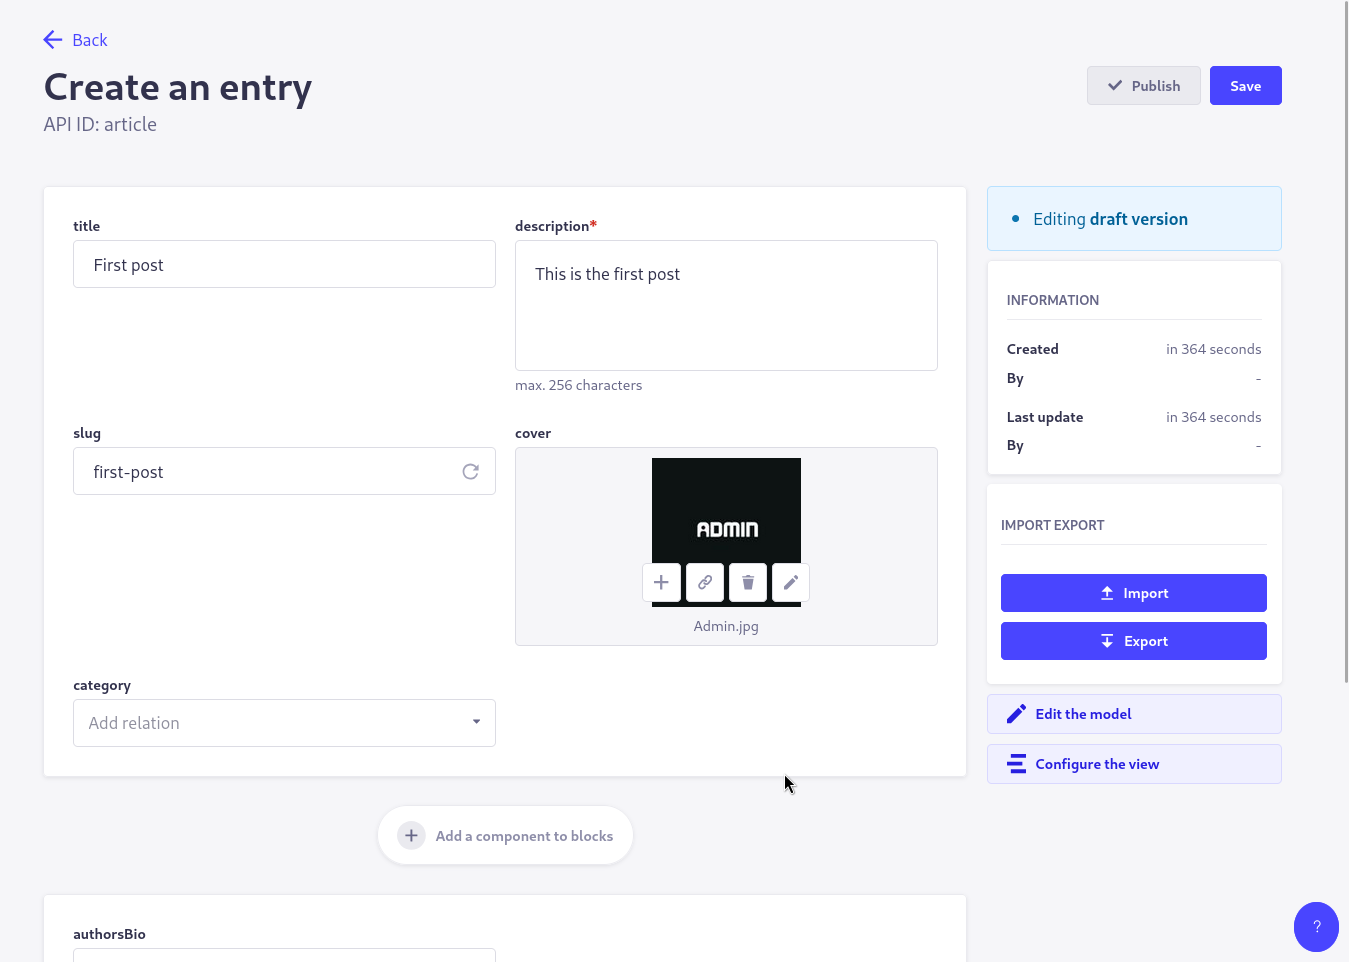 Back
Create an entry
API ID: article
Publish
Save
title
First post
description*
This is the first post
max. 256 characters
slug
first-post
cover
ADMIN
Admin.jpg
category
Add relation
Add a component to blocks
authorsBio
Editing draft version
INFORMATION
Created in 364 seconds
By -
Last update in 364 seconds
By -
IMPORT EXPORT
Import
Export
Edit the model
Configure the view
?